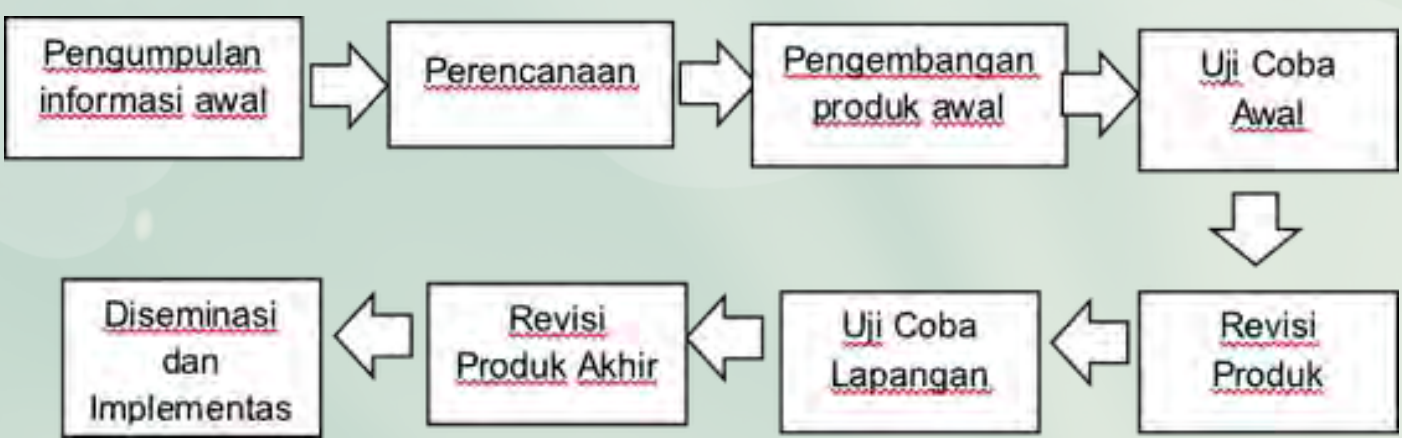 Pengumpulan
informasi awal
Perencanaan
Pengembangan
produk awal
Uji Coba
Awal
Revisi
Produk
Uji Coba
Lapangan
Revisi
Produk Akhir
Diseminasi
dan
Implementas